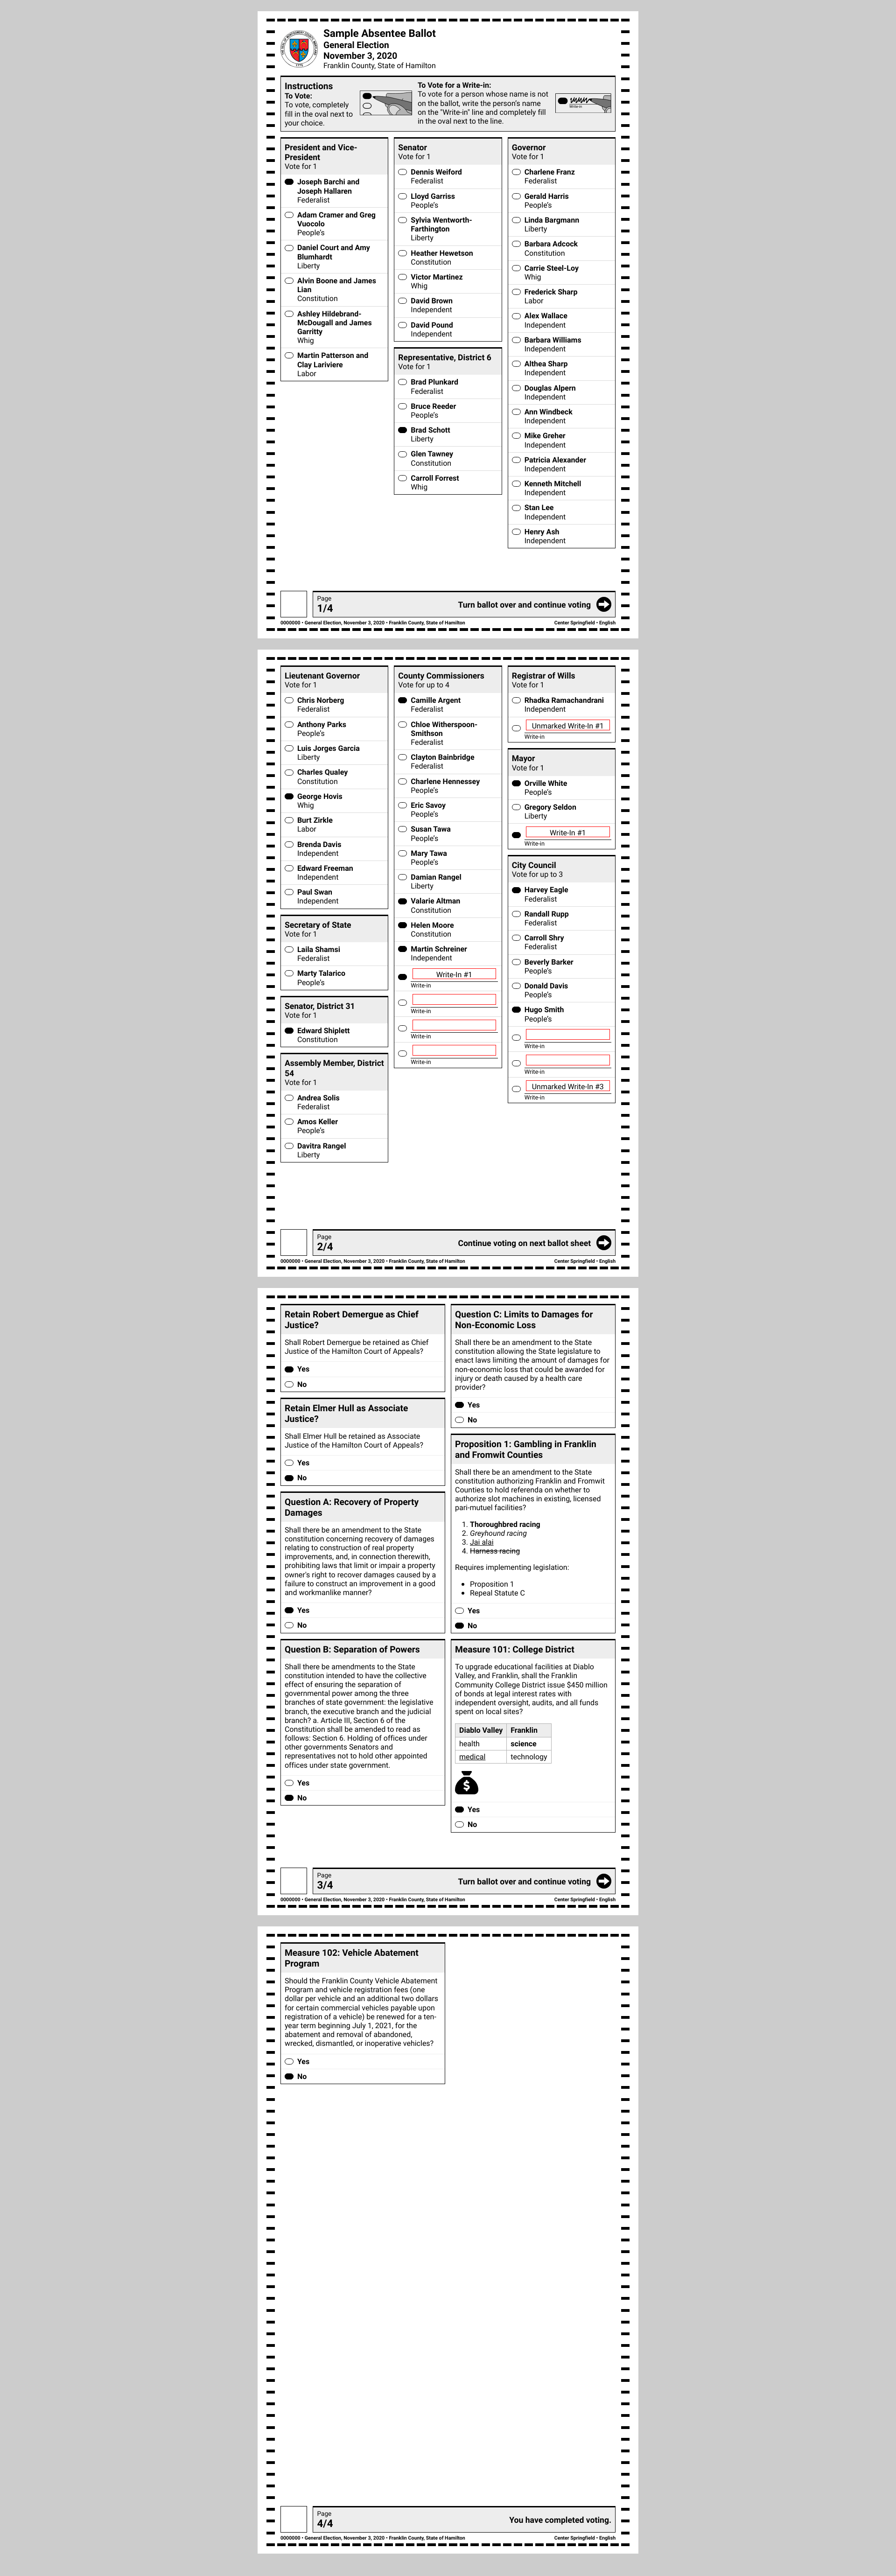 Sample Absentee Ballot
General Election
November 3, 2020
Franklin County, State of Hamilton
Instructions
To Vote:
To vote, completely
fill in the oval next to
your choice.
To Vote for a Write-in:
To vote for a person whose name is not
on the ballot, write the person's name
on the "Write-in" line and completely fill
in the oval next to the line.
Write-in
President and Vice-
President
Vote for 1
Joseph Barchi and
Joseph Hallaren
Federalist
Adam Cramer and Greg
Vuocolo
People's
Daniel Court and Amy
Blumhardt
Liberty
Alvin Boone and James
Lian
Constitution
Ashley Hildebrand-
McDougall and James
Garritty
Whig
Martin Patterson and
Clay Lariviere
Labor
Senator
Vote for 1
Dennis Weiford
Federalist
Lloyd Garriss
People's
Sylvia Wentworth-
Farthington
Liberty
Heather Hewetson
Constitution
Victor Martinez
Whig
David Brown
Independent
David Pound
Independent
Representative, District 6
Vote for 1
Brad Plunkard
Federalist
Bruce Reeder
People's
Brad Schott
Liberty
Glen Tawney
Constitution
Carroll Forrest
Whig
Governor
Vote for 1
Charlene Franz
Federalist
Gerald Harris
People's
Linda Bargmann
Liberty
Barbara Adcock
Constitution
Carrie Steel-Loy
Whig
Frederick Sharp
Labor
Alex Wallace
Independent
Barbara Williams
Independent
Althea Sharp
Independent
Douglas Alpern
Independent
Ann Windbeck
Independent
Mike Greher
Independent
Patricia Alexander
Independent
Kenneth Mitchell
Independent
Stan Lee
Independent
Henry Ash
Independent
Page
1/4
Turn ballot over and continue voting
0000000 • General Election, November 3, 2020 • Franklin County, State of Hamilton
Center Springfield • English
Lieutenant Governor
Vote for 1
Chris Norberg
Federalist
Anthony Parks
People's
Luis Jorges Garcia
Liberty
Charles Qualey
Constitution
George Hovis
Whig
Burt Zirkle
Labor
Brenda Davis
Independent
Edward Freeman
Independent
Paul Swan
Independent
Secretary of State
Vote for 1
Laila Shamsi
Federalist
Marty Talarico
People's
Senator, District 31
Vote for 1
Edward Shiplett
Constitution
Assembly Member, District
54
Vote for 1
Andrea Solis
Federalist
Amos Keller
People's
Davitra Rangel
Liberty
County Commissioners
Vote for up to 4
Camille Argent
Federalist
Chloe Witherspoon-
Smithson
Federalist
Clayton Bainbridge
Federalist
Charlene Hennessey
People's
Eric Savoy
People's
Susan Tawa
People's
Mary Tawa
People's
Damian Rangel
Liberty
Valarie Altman
Constitution
Helen Moore
Constitution
Martin Schreiner
Independent
Write-In #1
Write-in
Write-in
Write-in
Write-in
Registrar of Wills
Vote for 1
Rhadka Ramachandrani
Independent
Unmarked Write-In #1
Write-in
Mayor
Vote for 1
Orville White
People's
Gregory Seldon
Liberty
Write-In #1
Write-in
City Council
Vote for up to 3
Harvey Eagle
Federalist
Randall Rupp
Federalist
Carroll Shry
Federalist
Beverly Barker
People's
Donald Davis
People's
Hugo Smith
People's
Write-in
Write-in
Unmarked Write-In #3
Write-in
Page
2/4
Continue voting on next ballot sheet
0000000 • General Election, November 3, 2020 • Franklin County, State of Hamilton
Center Springfield • English
Retain Robert Demergue as Chief
Justice?
Shall Robert Demergue be retained as Chief
Justice of the Hamilton Court of Appeals?
Yes
No
Retain Elmer Hull as Associate
Justice?
Shall Elmer Hull be retained as Associate
Justice of the Hamilton Court of Appeals?
Yes
No
Question A: Recovery of Property
Damages
Shall there be an amendment to the State
constitution concerning recovery of damages
relating to construction of real property
improvements, and, in connection therewith,
prohibiting laws that limit or impair a property
owner's right to recover damages caused by a
failure to construct an improvement in a good
and workmanlike manner?
Yes
No
Question B: Separation of Powers
Shall there be amendments to the State
constitution intended to have the collective
effect of ensuring the separation of
governmental power among the three
branches of state government: the legislative
branch, the executive branch and the judicial
branch? a. Article III, Section 6 of the
Constitution shall be amended to read as
follows: Section 6. Holding of offices under
other governments Senators and
representatives not to hold other appointed
offices under state government.
Yes
No
Question C: Limits to Damages for
Non-Economic Loss
Shall there be an amendment to the State
constitution allowing the State legislature to
enact laws limiting the amount of damages for
non-economic loss that could be awarded for
injury or death caused by a health care
provider?
Yes
No
Proposition 1: Gambling in Franklin
and Fromwit Counties
Shall there be an amendment to the State
constitution authorizing Franklin and Fromwit
Counties to hold referenda on whether to
authorize slot machines in existing, licensed
pari-mutuel facilities?
1. Thoroughbred racing
2. Greyhound racing
3. Jai alai
4. Harness racing
Requires implementing legislation:
• Proposition 1
• Repeal Statute C
Yes
No
Measure 101: College District
To upgrade educational facilities at Diablo
Valley, and Franklin, shall the Franklin
Community College District issue $450 million
of bonds at legal interest rates with
independent oversight, audits, and all funds
spent on local sites?
Diablo Valley Franklin
health science
medical technology
$
Yes
No
Page
3/4
Turn ballot over and continue voting
0000000 • General Election, November 3, 2020 • Franklin County, State of Hamilton
Center Springfield • English
Measure 102: Vehicle Abatement
Program
Should the Franklin County Vehicle Abatement
Program and vehicle registration fees (one
dollar per vehicle and an additional two dollars
for certain commercial vehicles payable upon
registration of a vehicle) be renewed for a ten-
year term beginning July 1, 2021, for the
abatement and removal of abandoned,
wrecked, dismantled, or inoperative vehicles?
Yes
No
Page
4/4
You have completed voting.
0000000 • General Election, November 3, 2020 • Franklin County, State of Hamilton
Center Springfield • English